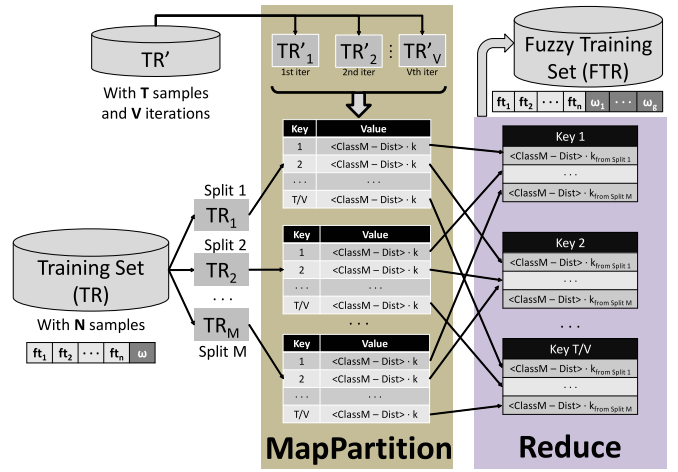 TR'
With T samples
and V iterations
TR'1 TR'2 ⋮ TR'V
1st iter 2nd iter Vth iter
Fuzzy Training
Set (FTR)
ft1 ft2 ··· ftn ω1 ··· ωg
Training Set
(TR)
With N samples
ft1 ft2 ··· ftn ω
Split 1
TR1
Split 2
TR2
...
TRM
Split M
Key Value
1 <ClassM – Dist> · k
2 <ClassM – Dist> · k
... ...
T/V <ClassM – Dist> · k
Key Value
1 <ClassM – Dist> · k
2 <ClassM – Dist> · k
... ...
T/V <ClassM – Dist> · k
...
Key Value
1 <ClassM – Dist> · k
2 <ClassM – Dist> · k
... ...
T/V <ClassM – Dist> · k
MapPartition
Key 1
<ClassM – Dist> · kfrom Split 1
...
<ClassM – Dist> · kfrom Split M
Key 2
<ClassM – Dist> · kfrom Split 1
...
<ClassM – Dist> · kfrom Split M
...
Key T/V
<ClassM – Dist> · kfrom Split 1
...
<ClassM – Dist> · kfrom Split M
Reduce